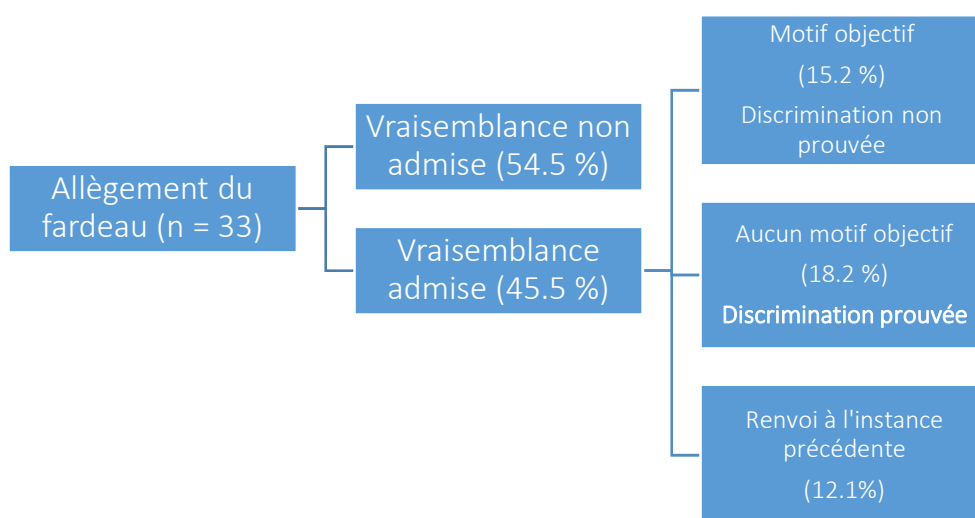 Allègement du
fardeau (n = 33)
Vraisemblance non
admise (54.5 %)
Vraisemblance
admise (45.5 %)
Motif objectif
(15.2 %)
Discrimination non
prouvée
Aucun motif objectif
(18.2 %)
Discrimination prouvée
Renvoi à l'instance
précédente
(12.1%)